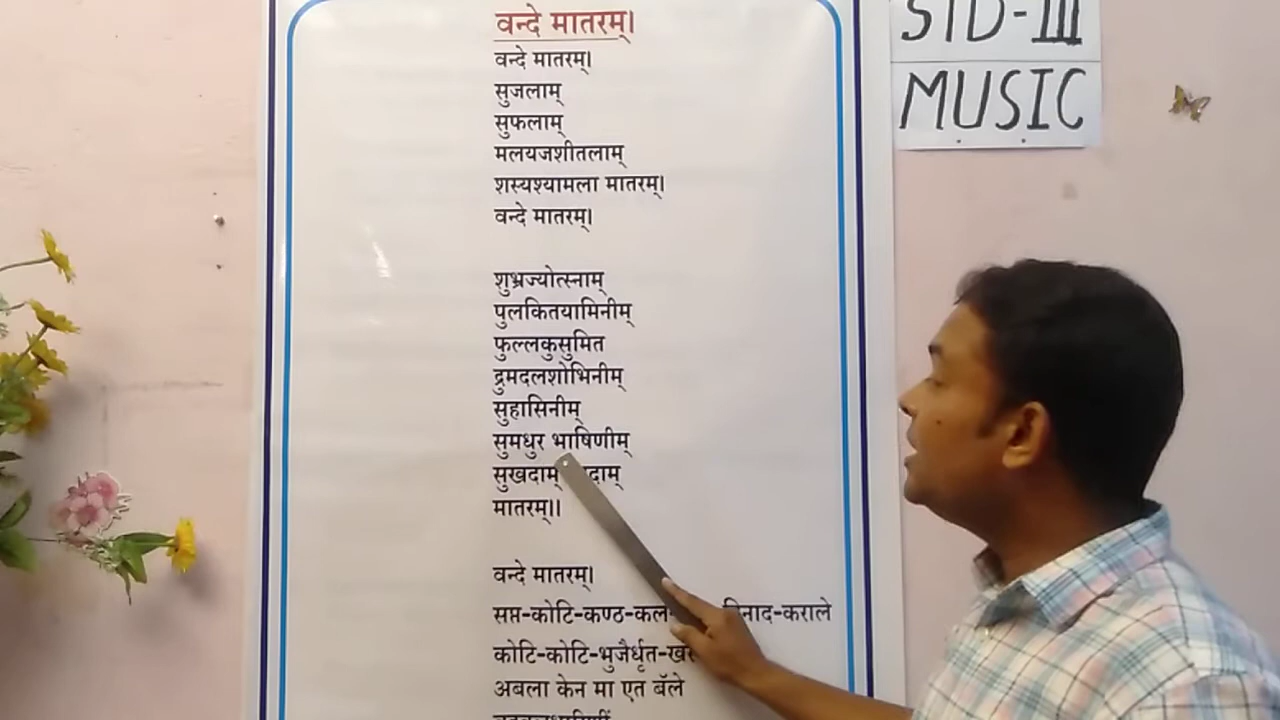 वन्दे मातरम्।
वन्दे मातरम्।
सुजलाम्
सुफलाम्
मलयजशीतलाम्
शस्यश्यामला मातरम्।
वन्दे मातरम्।
शुभ्रज्योत्स्नाम्
पुलकितयामिनीम्
फुल्लकुसुमित
द्रुमदलशोभिनीम्
सुहासिनीम्
सुमधुर भाषिणीम्
सुखदाम्
मातरम्।।
वन्दे मातरम्।
सप्त-कोटि-कण्ठ-कल- निनाद-कराले
कोटि-कोटि-भुजैर्धृत-
अबला केन मा एत बॅले
STD-III
MUSIC